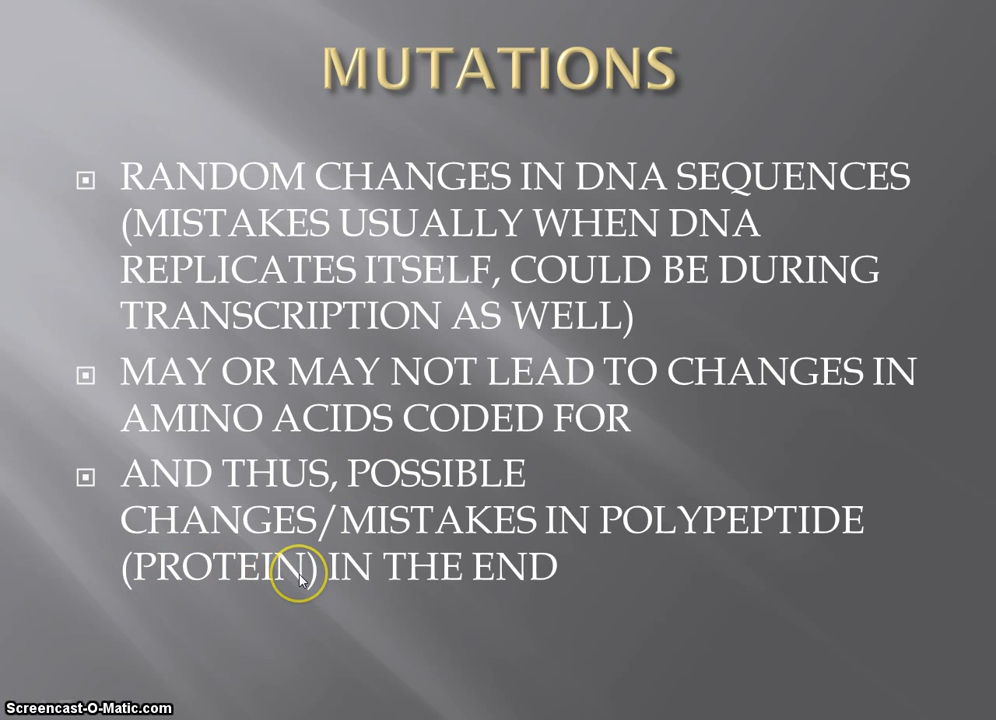 MUTATIONS
RANDOM CHANGES IN DNA SEQUENCES
(MISTAKES USUALLY WHEN DNA
REPLICATES ITSELF, COULD BE DURING
TRANSCRIPTION AS WELL)
MAY OR MAY NOT LEAD TO CHANGES IN
AMINO ACIDS CODED FOR
AND THUS, POSSIBLE
CHANGES/MISTAKES IN POLYPEPTIDE
(PROTEIN) IN THE END
Screencast-O-Matic.com